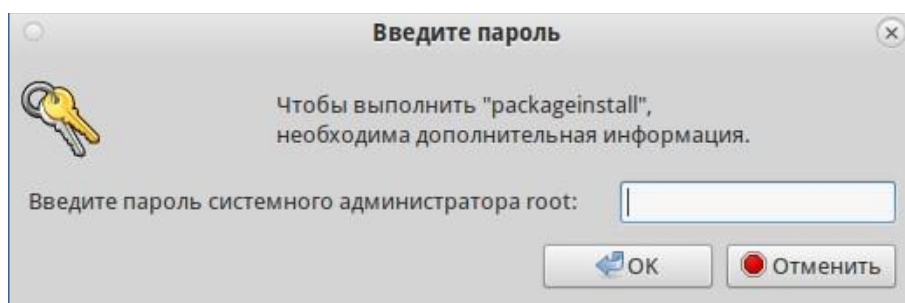 Введите пароль
Чтобы выполнить "packageinstall",
необходима дополнительная информация.
Введите пароль системного администратора root:
OK
Отменить